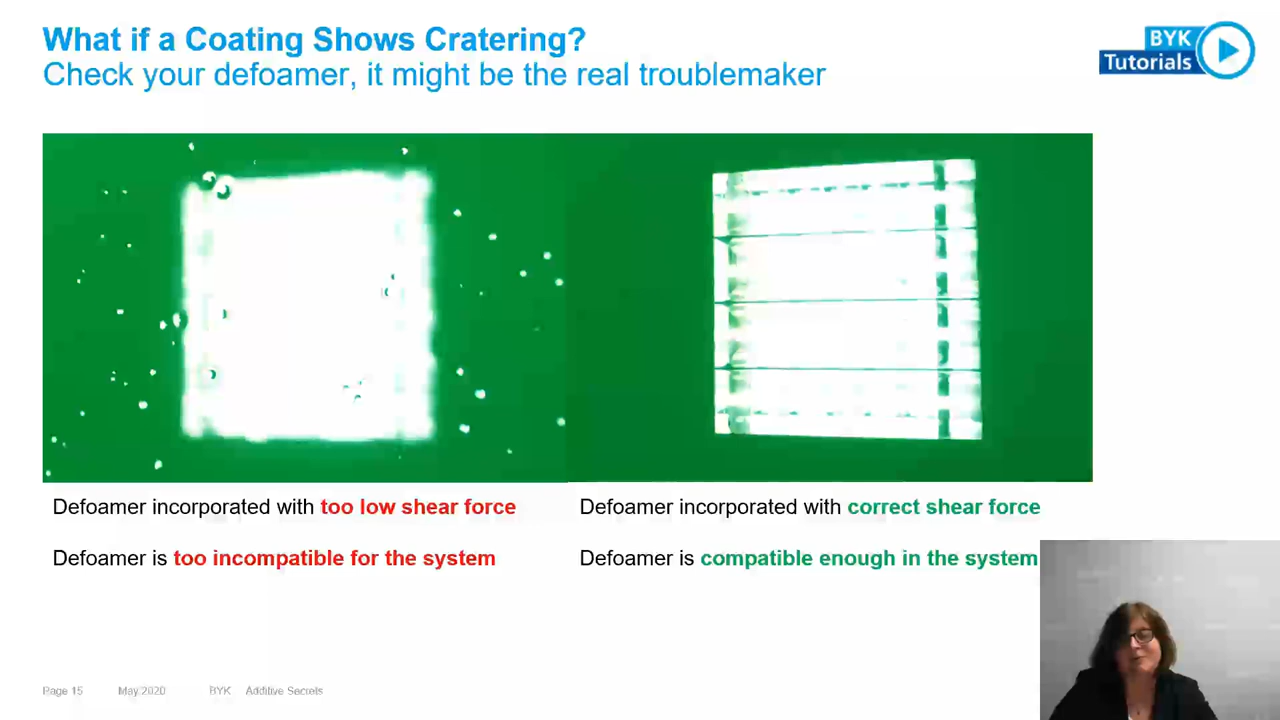 What if a Coating Shows Cratering?
Check your defoamer, it might be the real troublemaker
BYK
Tutorials
Defoamer incorporated with too low shear force
Defoamer incorporated with correct shear force
Defoamer is too incompatible for the system
Defoamer is compatible enough in the system
Page 15 May 2020 BYK Additive Secrets